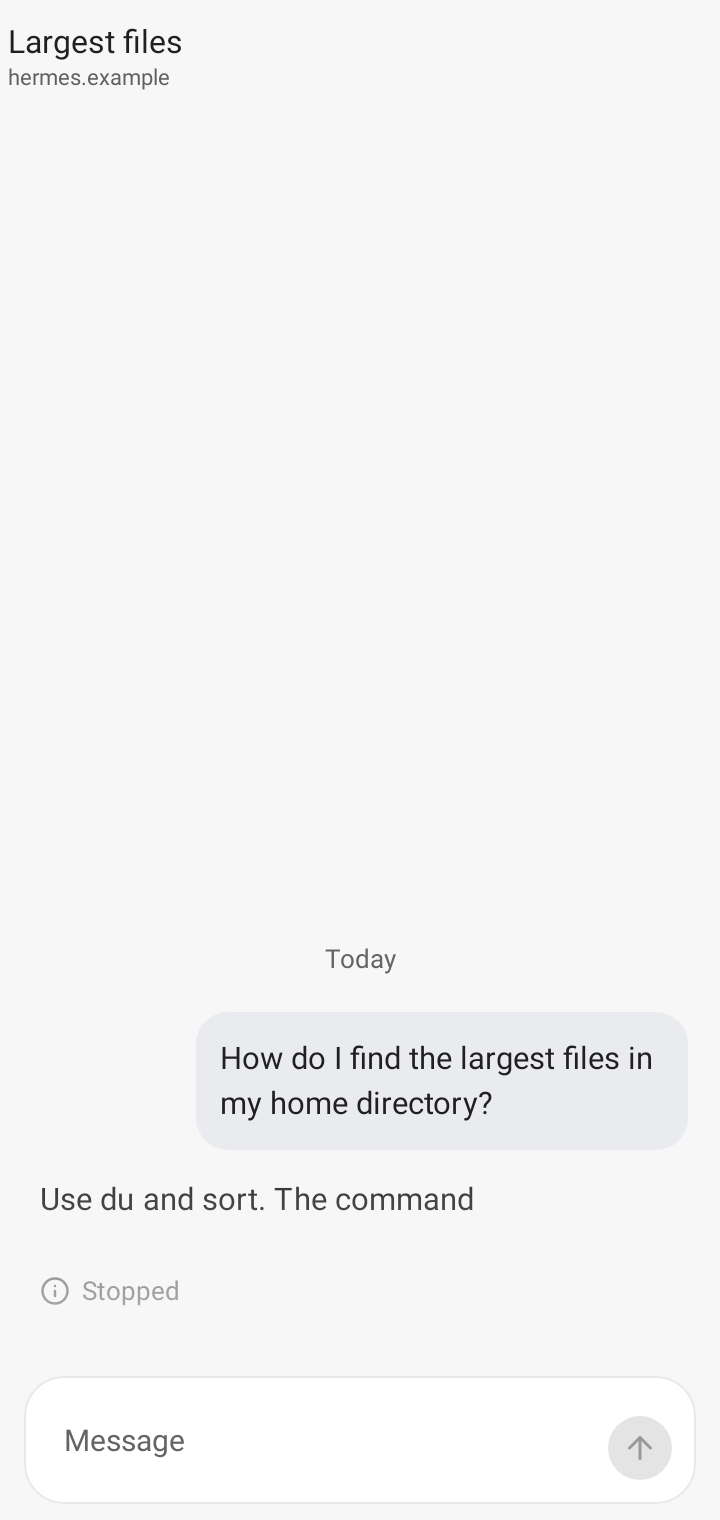 Largest files
hermes.example
Today
How do I find the largest files in
my home directory?
Use du and sort. The command
Stopped
Message